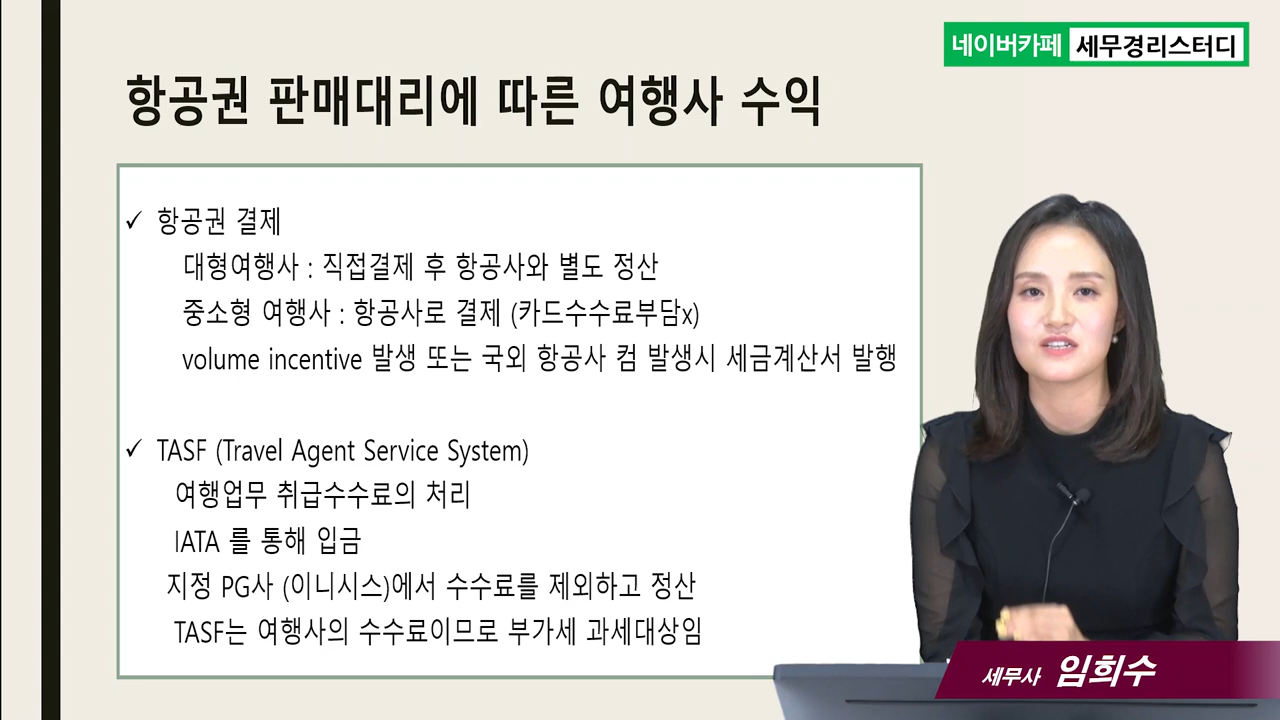 네이버카페 세무경리스터디
항공권 판매대리에 따른 여행사 수익
✓ 항공권 결제
대형여행사 : 직접결제 후 항공사와 별도 정산
중소형 여행사 : 항공사로 결제 (카드수수료부담x)
volume incentive 발생 또는 국외 항공사 컴 발생시 세금계산서 발행
✓ TASF (Travel Agent Service System)
여행업무 취급수수료의 처리
IATA 를 통해 입금
지정 PG사 (이니시스)에서 수수료를 제외하고 정산
TASF는 여행사의 수수료이므로 부가세 과세대상임
세무사 임희수